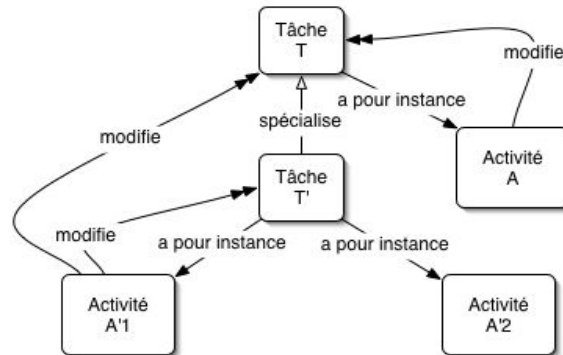 Tâche
T
modifie
a pour instance
spécialise
modifie
Activité
A
Tâche
T'
modifie
a pour instance
a pour instance
Activité
A'1
Activité
A'2